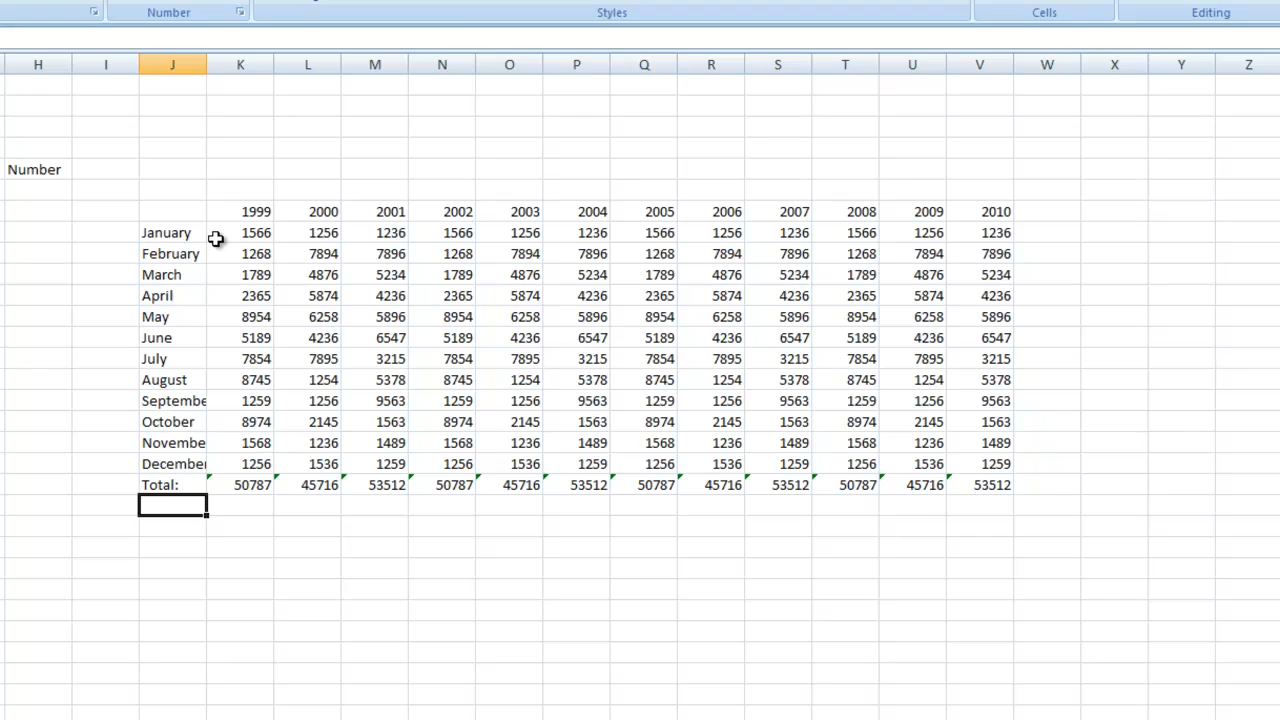 Number Styles Cells Editing
H I J K L M N O P Q R S T U V W X Y Z
Number
1999 2000 2001 2002 2003 2004 2005 2006 2007 2008 2009 2010
January 1566 1256 1236 1566 1256 1236 1566 1256 1236 1566 1256 1236
February 1268 7894 7896 1268 7894 7896 1268 7894 7896 1268 7894 7896
March 1789 4876 5234 1789 4876 5234 1789 4876 5234 1789 4876 5234
April 2365 5874 4236 2365 5874 4236 2365 5874 4236 2365 5874 4236
May 8954 6258 5896 8954 6258 5896 8954 6258 5896 8954 6258 5896
June 5189 4236 6547 5189 4236 6547 5189 4236 6547 5189 4236 6547
July 7854 7895 3215 7854 7895 3215 7854 7895 3215 7854 7895 3215
August 8745 1254 5378 8745 1254 5378 8745 1254 5378 8745 1254 5378
Septembe 1259 1256 9563 1259 1256 9563 1259 1256 9563 1259 1256 9563
October 8974 2145 1563 8974 2145 1563 8974 2145 1563 8974 2145 1563
Novembe 1568 1236 1489 1568 1236 1489 1568 1236 1489 1568 1236 1489
December 1256 1536 1259 1256 1536 1259 1256 1536 1259 1256 1536 1259
Total: 50787 45716 53512 50787 45716 53512 50787 45716 53512 50787 45716 53512